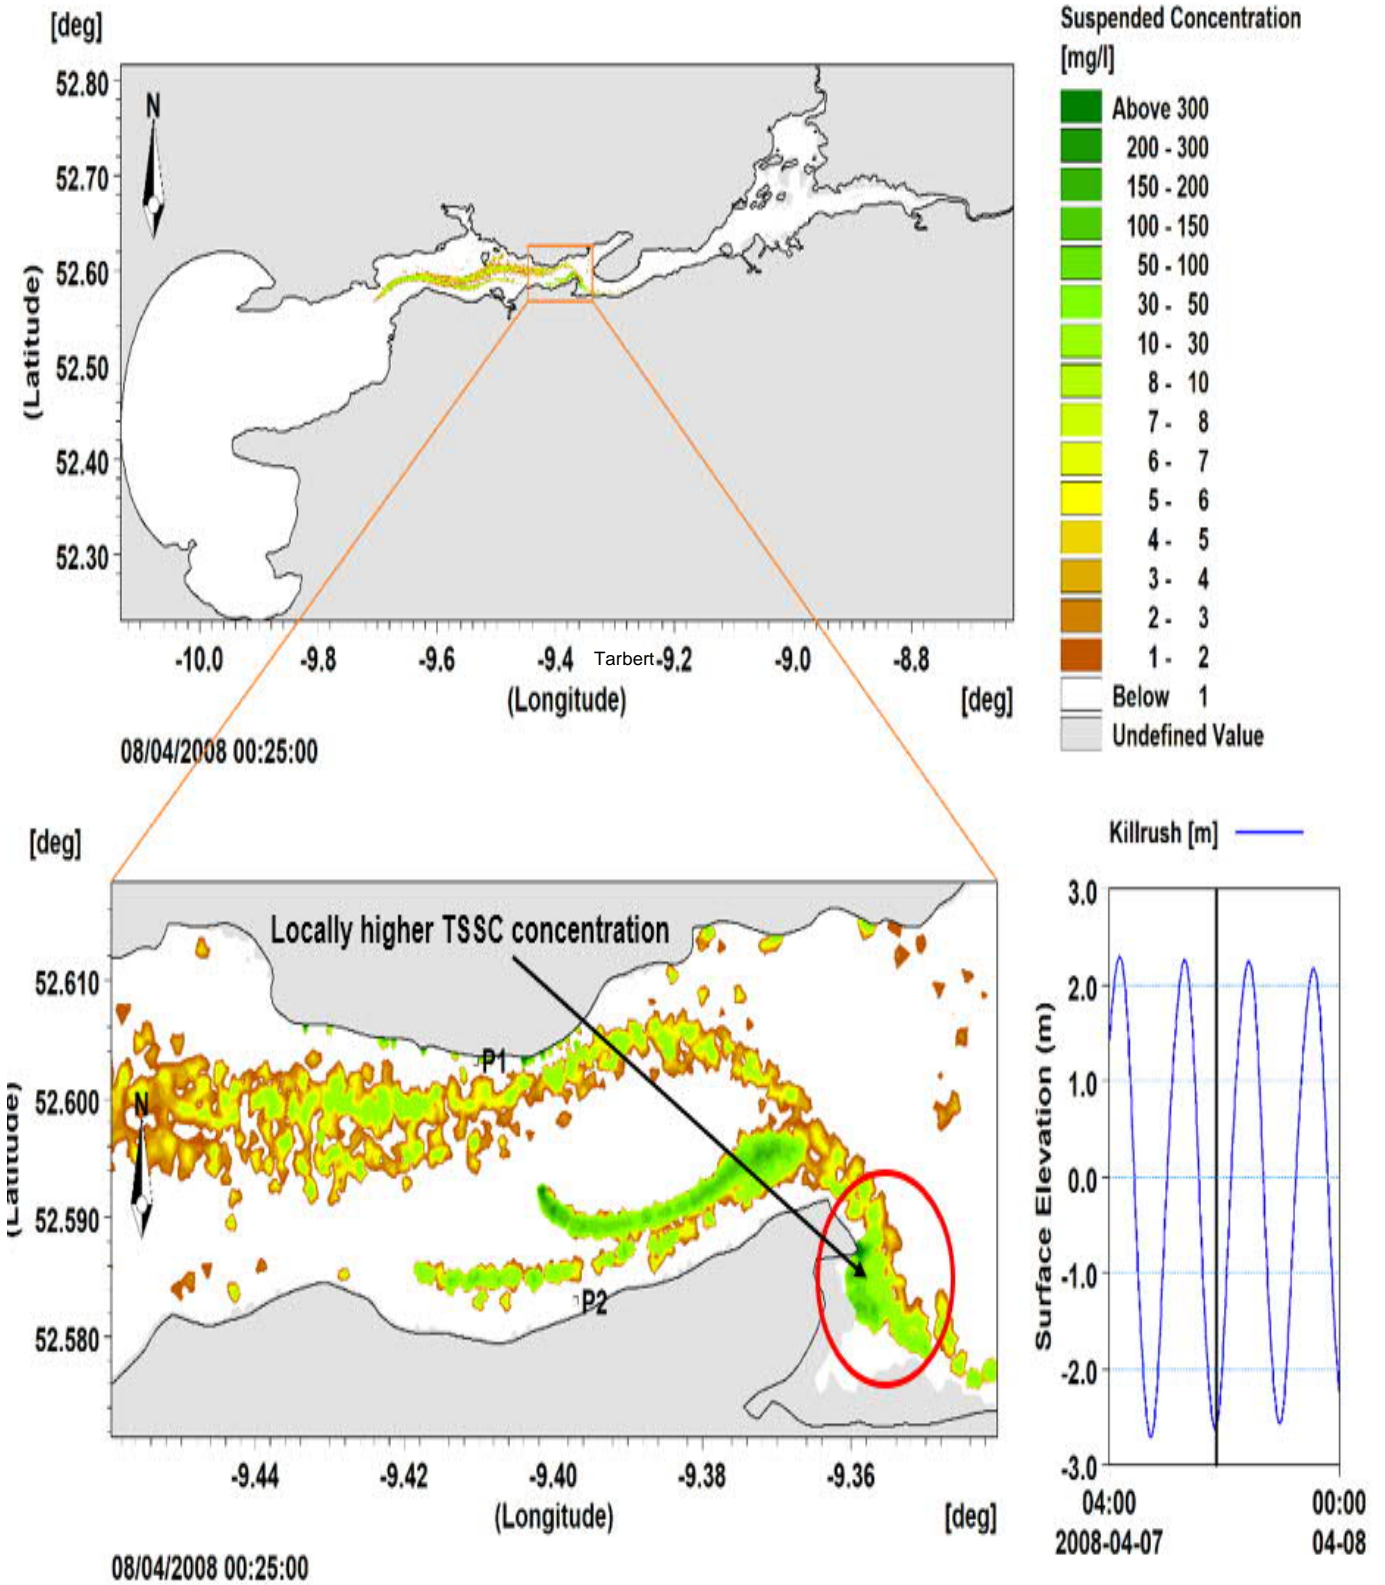 [deg]
52.80
52.70
52.60
52.50
52.40
52.30
(Latitude)
N
-10.0 -9.8 -9.6 -9.4 Tarbert -9.2 -9.0 -8.8
(Longitude) [deg]
08/04/2008 00:25:00
Suspended Concentration
[mg/l]
Above 300
200 - 300
150 - 200
100 - 150
50 - 100
30 - 50
10 - 30
8 - 10
7 - 8
6 - 7
5 - 6
4 - 5
3 - 4
2 - 3
1 - 2
Below 1
Undefined Value
[deg]
52.610
52.600
52.590
52.580
(Latitude)
Locally higher TSSC concentration
P1
N
P2
-9.44 -9.42 -9.40 -9.38 -9.36
(Longitude) [deg]
08/04/2008 00:25:00
Killrush [m]
3.0
2.0
1.0
0.0
-1.0
-2.0
-3.0
Surface Elevation (m)
04:00 00:00
2008-04-07 04-08